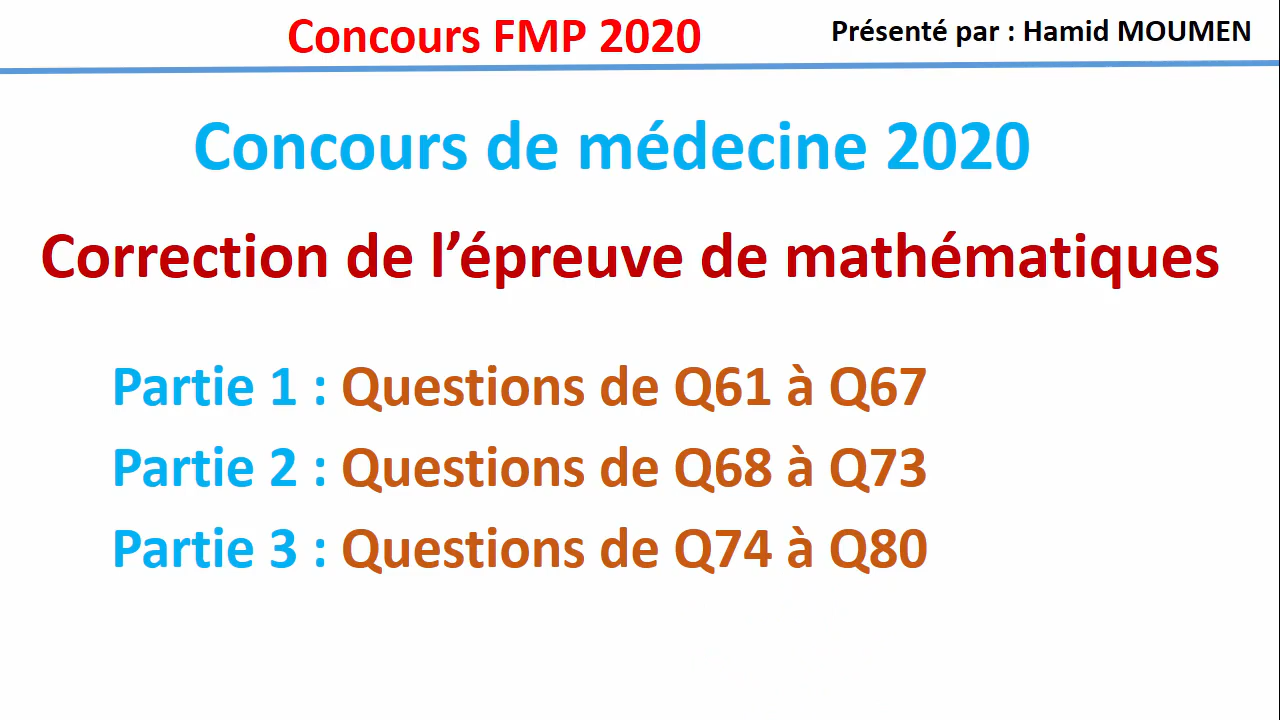 Concours FMP 2020
Présenté par : Hamid MOUMEN
Concours de médecine 2020
Correction de l’épreuve de mathématiques
Partie 1 : Questions de Q61 à Q67
Partie 2 : Questions de Q68 à Q73
Partie 3 : Questions de Q74 à Q80